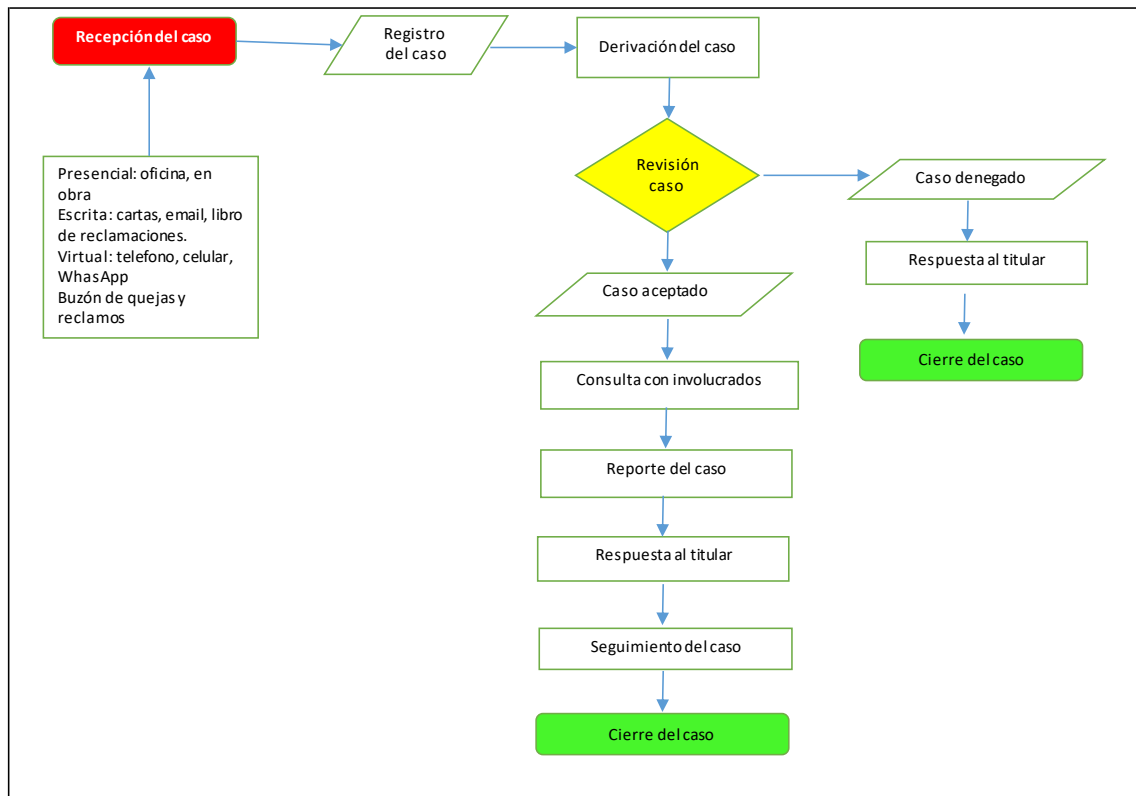 Recepción del caso
Registro
del caso
Derivación del caso
Presencial: oficina, en
obra
Escrita: cartas, email, libro
de reclamaciones.
Virtual: telefono, celular,
WhasApp
Buzón de quejas y
reclamos
Revisión
caso
Caso denegado
Respuesta al titular
Cierre del caso
Caso aceptado
Consulta con involucrados
Reporte del caso
Respuesta al titular
Seguimiento del caso
Cierre del caso